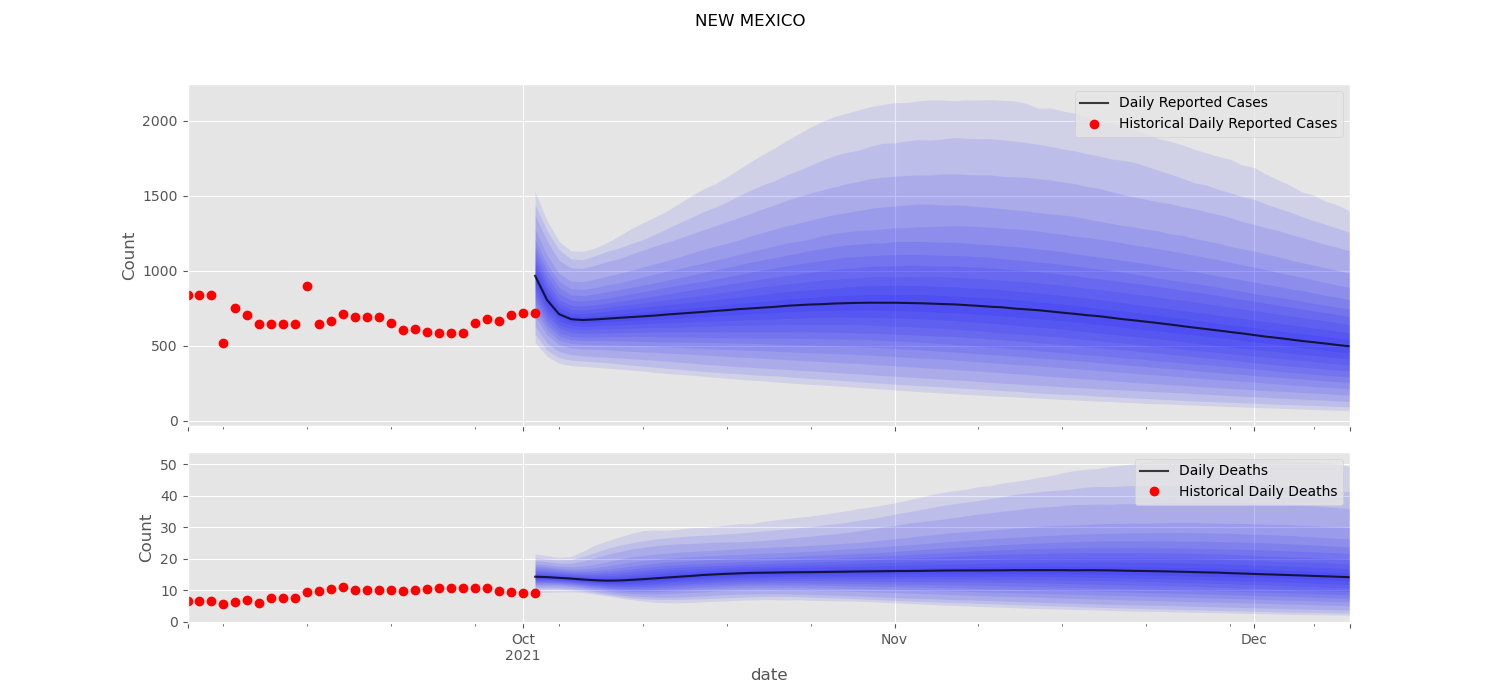 NEW MEXICO
Daily Reported Cases
Historical Daily Reported Cases
2000
1500
1000
500
0
Count
Daily Deaths
Historical Daily Deaths
50
40
30
20
10
0
Count
Oct
2021
Nov
Dec
date